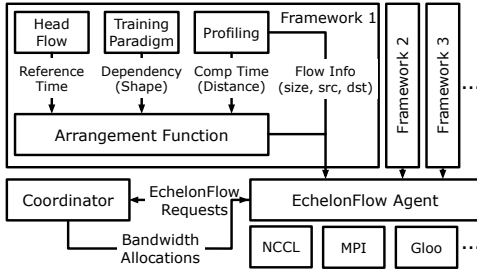 Framework 1
Head
Flow
Training
Paradigm
Profiling
Reference
Time
Dependency
(Shape)
Comp Time
(Distance)
Flow Info
(size, src, dst)
Arrangement Function
Framework 2
Framework 3
...
Coordinator
EchelonFlow
Requests
EchelonFlow Agent
Bandwidth
Allocations
NCCL
MPI
Gloo
...